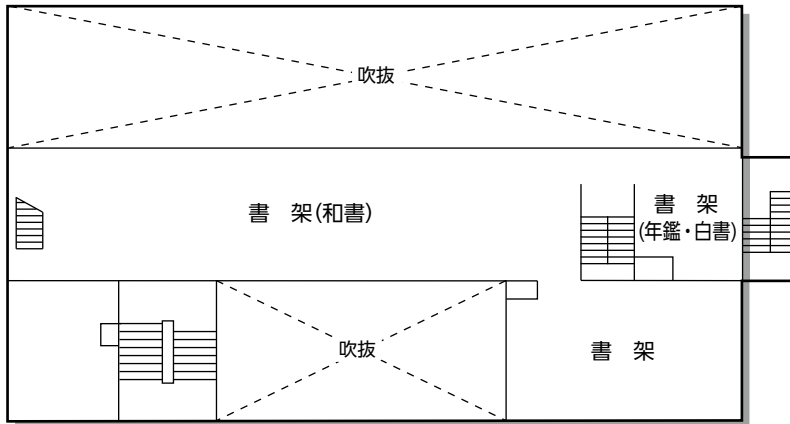 吹抜
書　架(和書)
書　架
(年鑑・白書)
吹抜
書　架